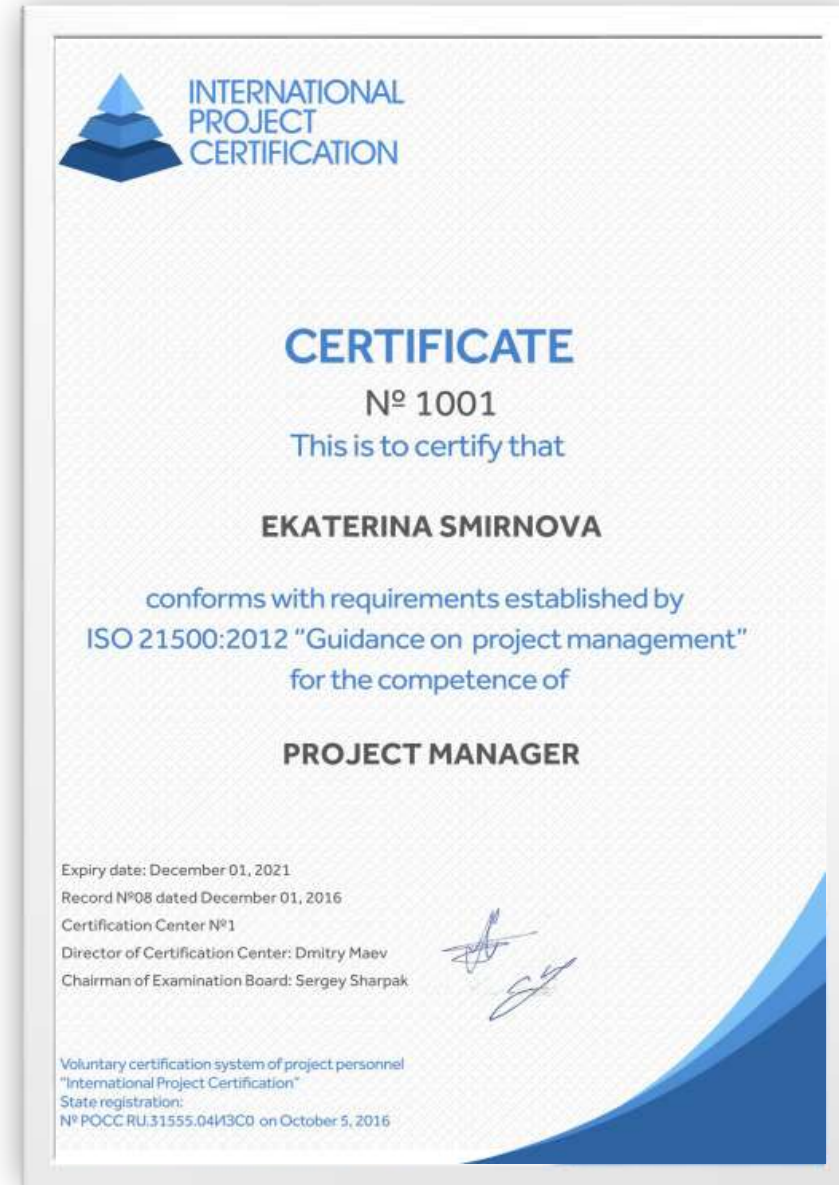 INTERNATIONAL
PROJECT
CERTIFICATION
CERTIFICATE
Nº 1001
This is to certify that
EKATERINA SMIRNOVA
conforms with requirements established by
ISO 21500:2012 “Guidance on project management”
for the competence of
PROJECT MANAGER
Expiry date: December 01, 2021
Record Nº08 dated December 01, 2016
Certification Center Nº1
Director of Certification Center: Dmitry Maev
Chairman of Examination Board: Sergey Sharpak
Voluntary certification system of project personnel
"International Project Certification"
State registration:
Nº РОСС RU.31555.04ИЗС0 on October 5, 2016